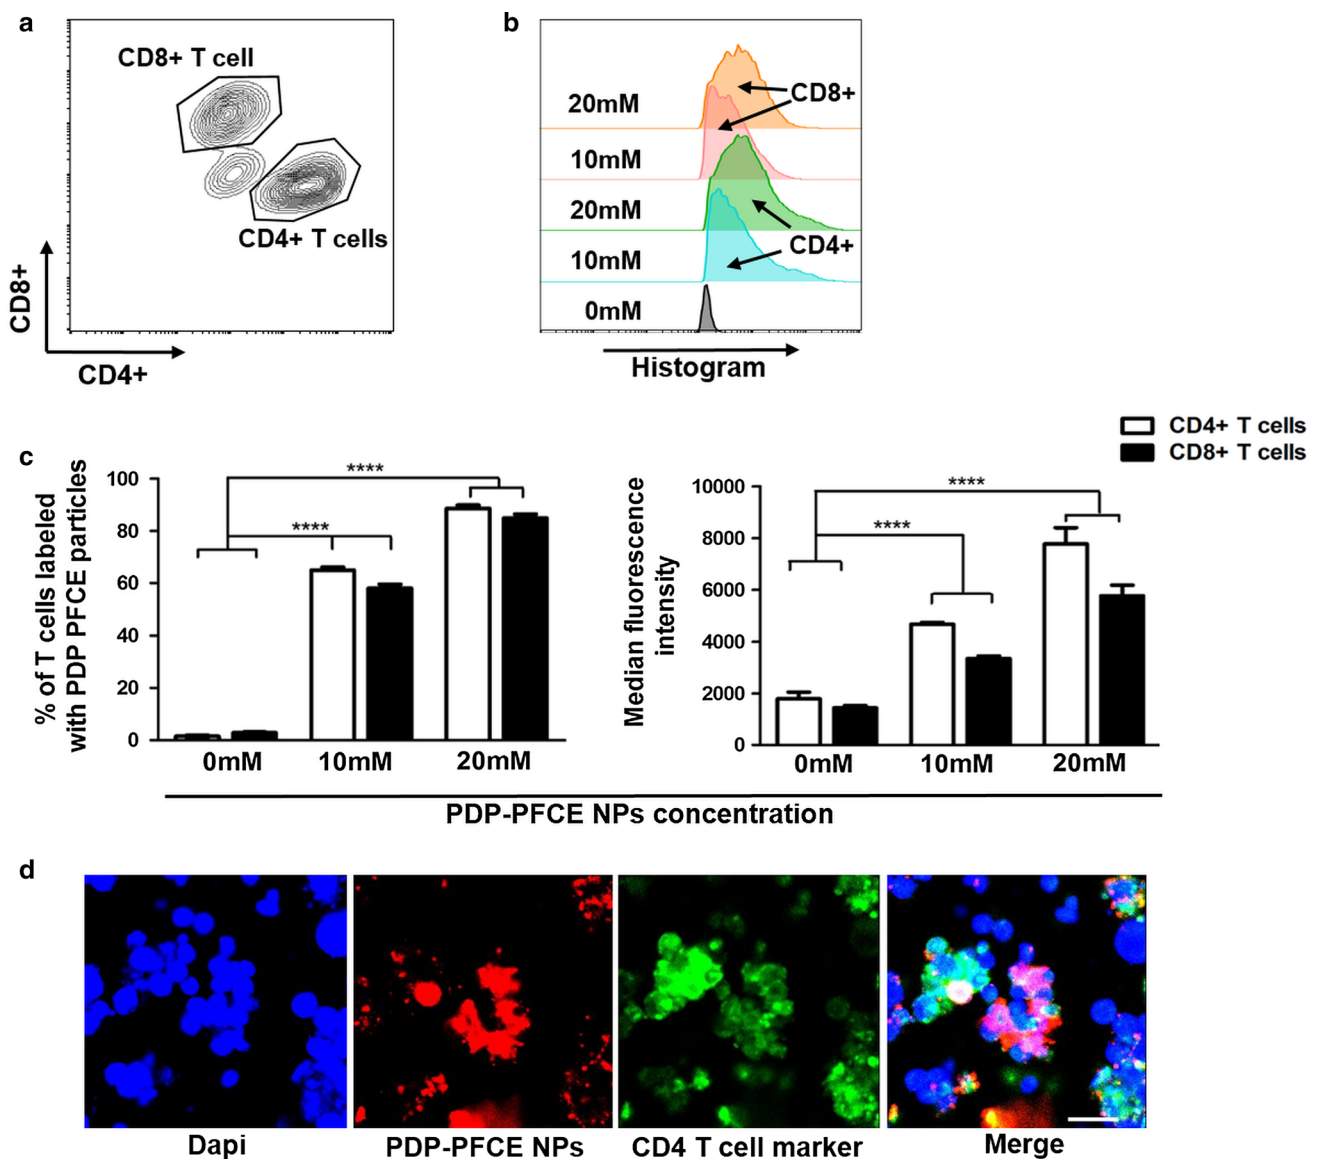 a
CD8+ T cell
CD4+ T cells
CD8+
CD4+
b
20mM
10mM
20mM
10mM
0mM
CD8+
CD4+
Histogram
CD4+ T cells
CD8+ T cells
c
% of T cells labeled
with PDP PFCE particles
100
80
60
40
20
0
****
****
0mM
10mM
20mM
Median fluorescence
intensity
10000
8000
6000
4000
2000
0
****
****
0mM
10mM
20mM
PDP-PFCE NPs concentration
d
Dapi
PDP-PFCE NPs
CD4 T cell marker
Merge